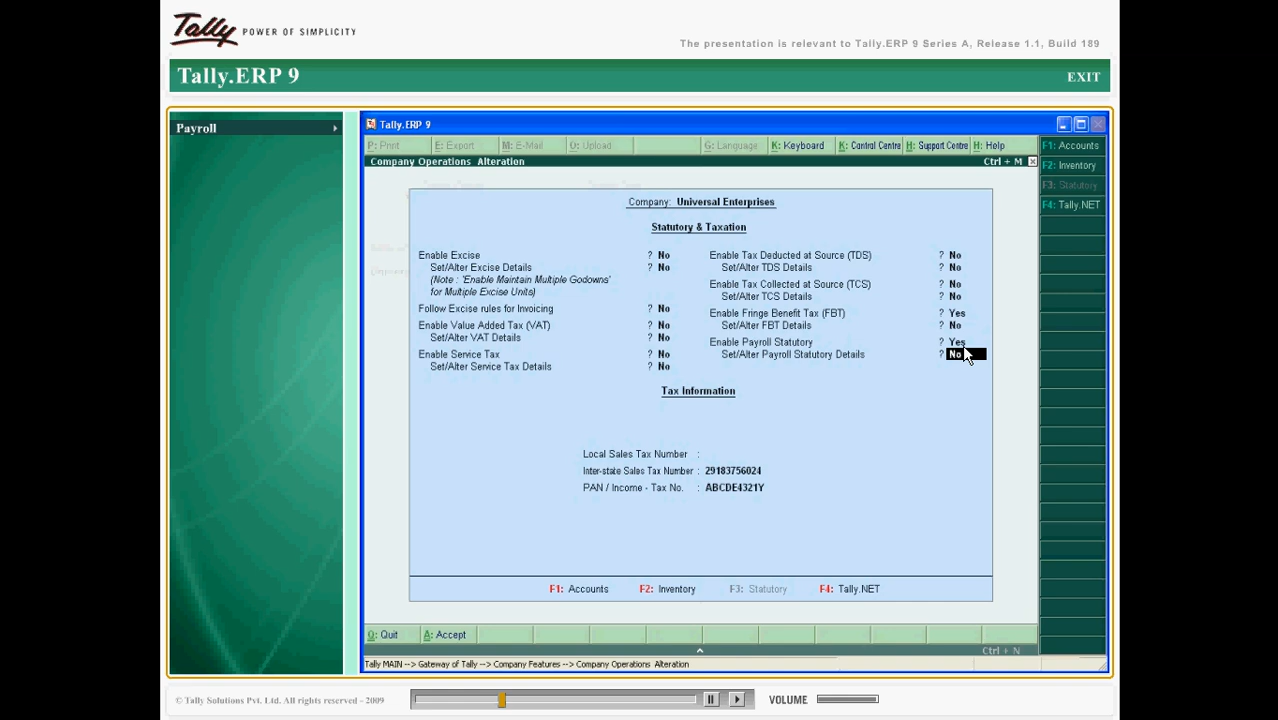 Tally POWER OF SIMPLICITY
The presentation is relevant to Tally.ERP 9 Series A, Release 1.1, Build 189
Tally.ERP 9 EXIT
Payroll
Tally.ERP 9
P: Print E: Export M: E-Mail O: Upload G: Language K: Keyboard K: Control Centre H: Support Centre H: Help
Company Operations Alteration Ctrl + M
F1: Accounts
F2: Inventory
F3: Statutory
F4: Tally.NET
Company: Universal Enterprises
Statutory & Taxation
Enable Excise ? No
Set/Alter Excise Details ? No
(Note : 'Enable Maintain Multiple Godowns'
for Multiple Excise Units)
Follow Excise rules for Invoicing ? No
Enable Value Added Tax (VAT) ? No
Set/Alter VAT Details ? No
Enable Service Tax ? No
Set/Alter Service Tax Details ? No
Enable Tax Deducted at Source (TDS) ? No
Set/Alter TDS Details ? No
Enable Tax Collected at Source (TCS) ? No
Set/Alter TCS Details ? No
Enable Fringe Benefit Tax (FBT) ? Yes
Set/Alter FBT Details ? No
Enable Payroll Statutory ? Yes
Set/Alter Payroll Statutory Details ? No
Tax Information
Local Sales Tax Number :
Inter-state Sales Tax Number : 29183756024
PAN / Income - Tax No. : ABCDE4321Y
F1: Accounts F2: Inventory F3: Statutory F4: Tally.NET
Q: Quit A: Accept
Ctrl + N
Tally MAIN --> Gateway of Tally --> Company Features --> Company Operations Alteration
© Tally Solutions Pvt. Ltd. All rights reserved - 2009 VOLUME